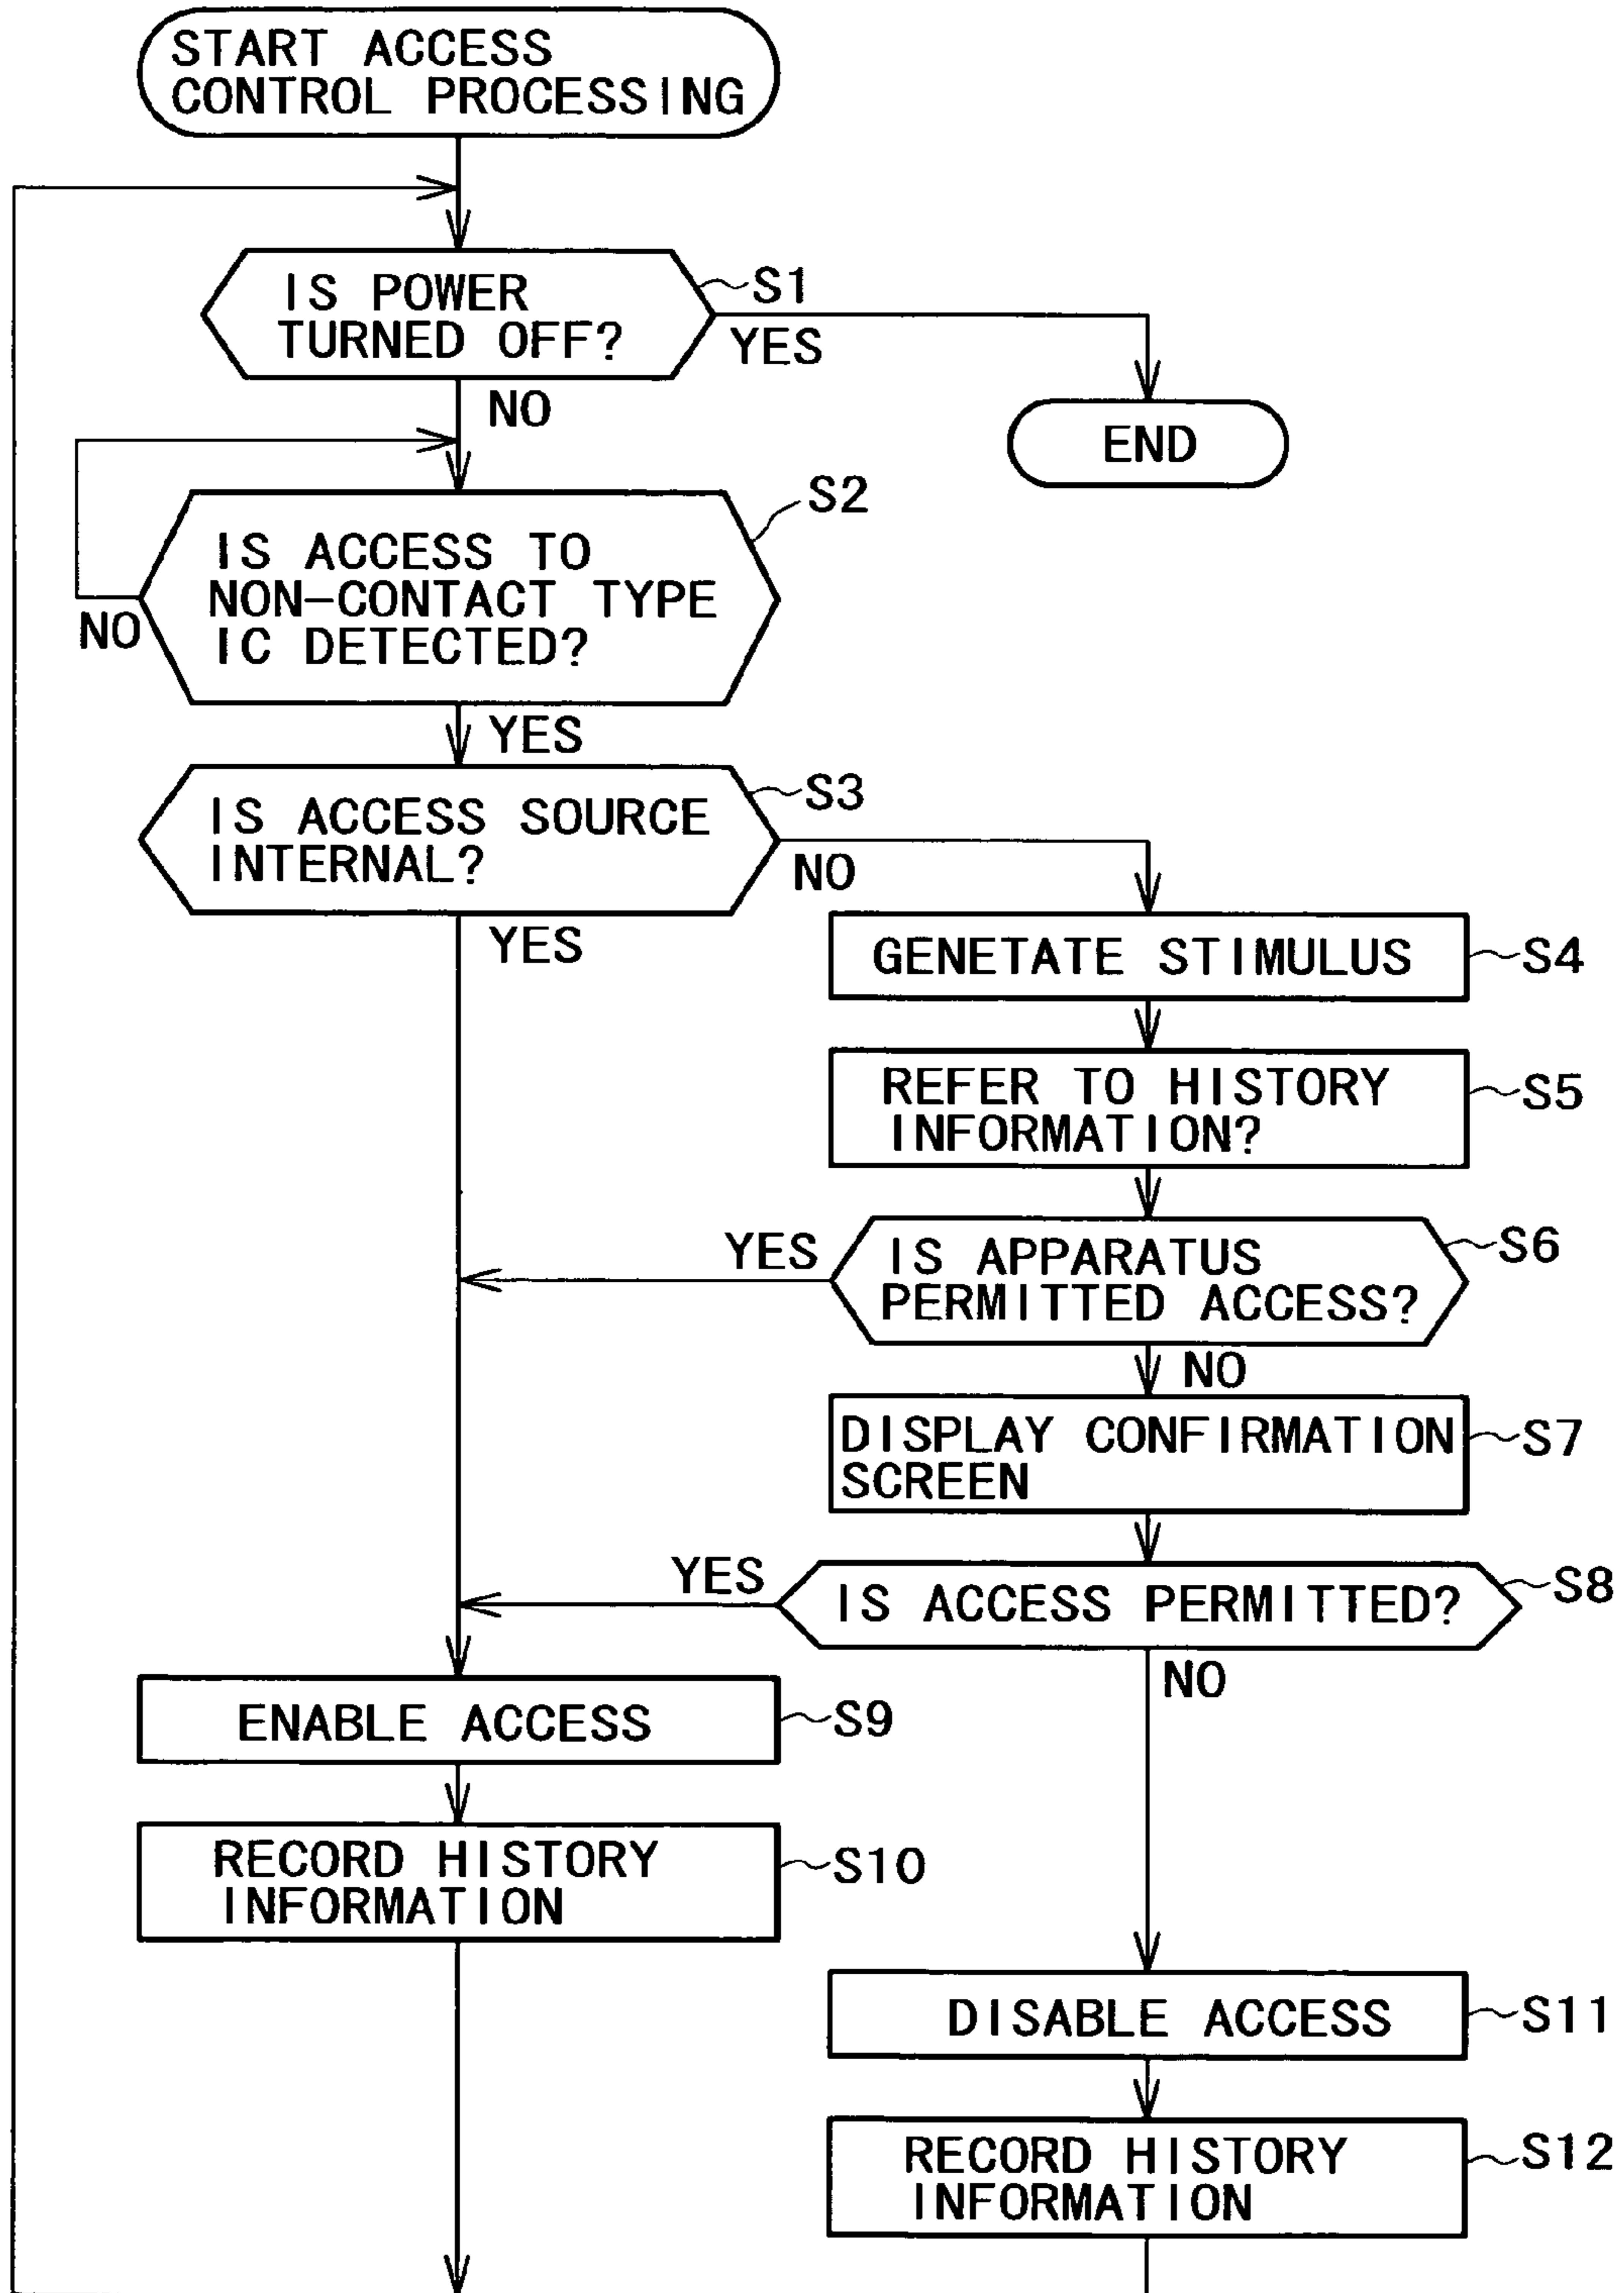 START ACCESS
CONTROL PROCESSING
IS POWER
TURNED OFF?
S1
YES
NO
END
S2
IS ACCESS TO
NON-CONTACT TYPE
IC DETECTED?
NO
YES
S3
IS ACCESS SOURCE
INTERNAL?
NO
YES
GENETATE STIMULUS
S4
REFER TO HISTORY
INFORMATION?
S5
YES
IS APPARATUS
PERMITTED ACCESS?
S6
NO
DISPLAY CONFIRMATION
SCREEN
S7
YES
IS ACCESS PERMITTED?
S8
NO
ENABLE ACCESS
S9
RECORD HISTORY
INFORMATION
S10
DISABLE ACCESS
S11
RECORD HISTORY
INFORMATION
S12